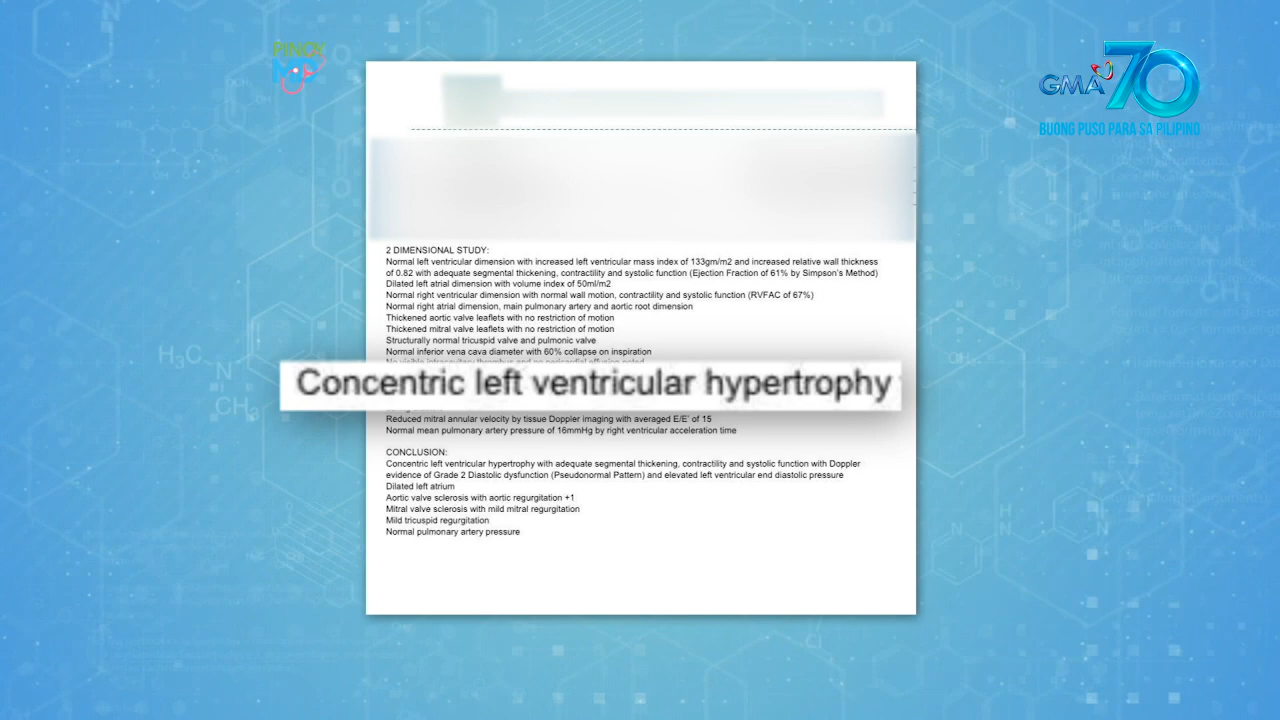 PINOY
MD
GMA 70
BUONG PUSO PARA SA PILIPINO
2 DIMENSIONAL STUDY:
Normal left ventricular dimension with increased left ventricular mass index of 133gm/m2 and increased relative wall thickness
of 0.82 with adequate segmental thickening, contractility and systolic function (Ejection Fraction of 61% by Simpson's Method)
Dilated left atrial dimension with volume index of 50ml/m2
Normal right ventricular dimension with normal wall motion, contractility and systolic function (RVFAC of 67%)
Normal right atrial dimension, main pulmonary artery and aortic root dimension
Thickened aortic valve leaflets with no restriction of motion
Thickened mitral valve leaflets with no restriction of motion
Structurally normal tricuspid valve and pulmonic valve
Normal inferior vena cava diameter with 60% collapse on inspiration
Concentric left ventricular hypertrophy
Reduced mitral annular velocity by tissue Doppler imaging with averaged E/E' of 15
Normal mean pulmonary artery pressure of 16mmHg by right ventricular acceleration time
CONCLUSION:
Concentric left ventricular hypertrophy with adequate segmental thickening, contractility and systolic function with Doppler
evidence of Grade 2 Diastolic dysfunction (Pseudonormal Pattern) and elevated left ventricular end diastolic pressure
Dilated left atrium
Aortic valve sclerosis with aortic regurgitation +1
Mitral valve sclerosis with mild mitral regurgitation
Mild tricuspid regurgitation
Normal pulmonary artery pressure
H₃C
N
CH₃